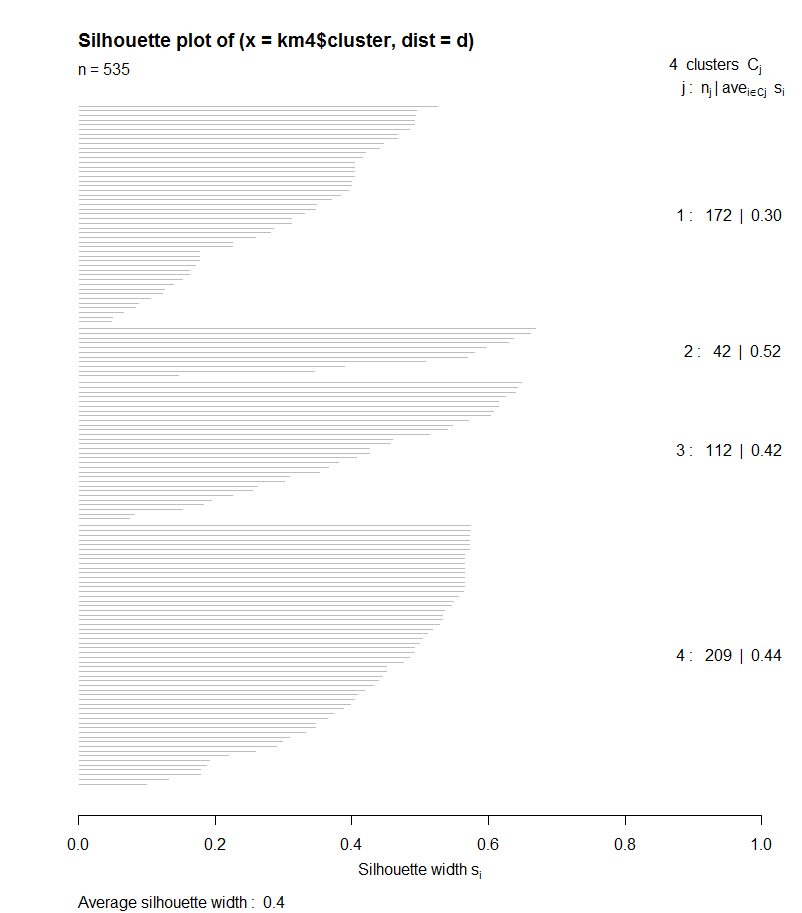 Silhouette plot of (x = km4$cluster, dist = d)
n = 535
4 clusters Cj
j : nj | avei∈Cj si
1 : 172 | 0.30
2 : 42 | 0.52
3 : 112 | 0.42
4 : 209 | 0.44
0.0 0.2 0.4 0.6 0.8 1.0
Silhouette width si
Average silhouette width : 0.4